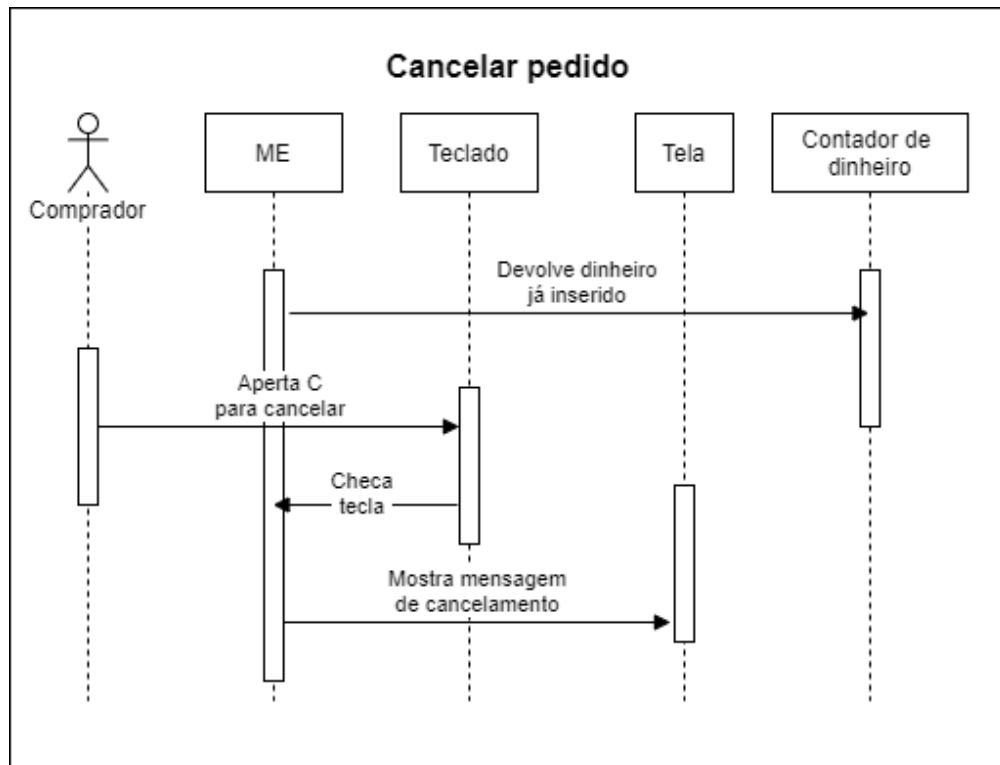 Cancelar pedido
ME
Teclado
Tela
Contador de
dinheiro
Comprador
Devolve dinheiro
já inserido
Aperta C
para cancelar
Checa
tecla
Mostra mensagem
de cancelamento